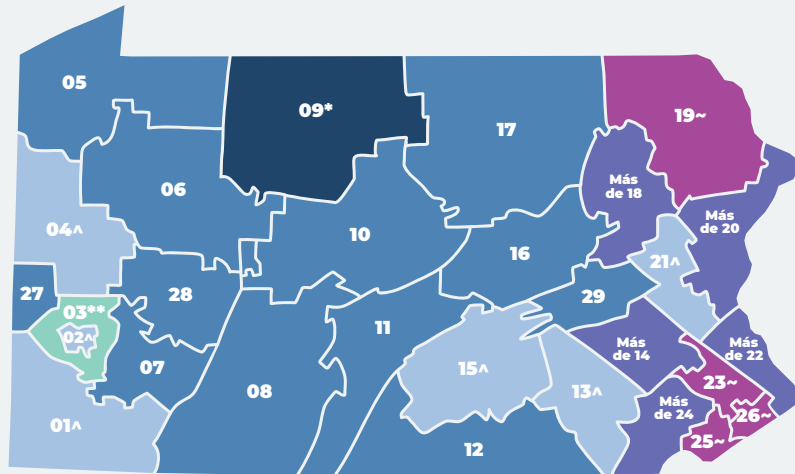 05
09*
17
19~
06
Más
de 18
04^
10
Más
de 20
16
21^
27
28
29
03**
11
02^
Más
de 14
Más
de 22
07
15^
23~
08
13^
Más
de 24
26~
01^
12
25~